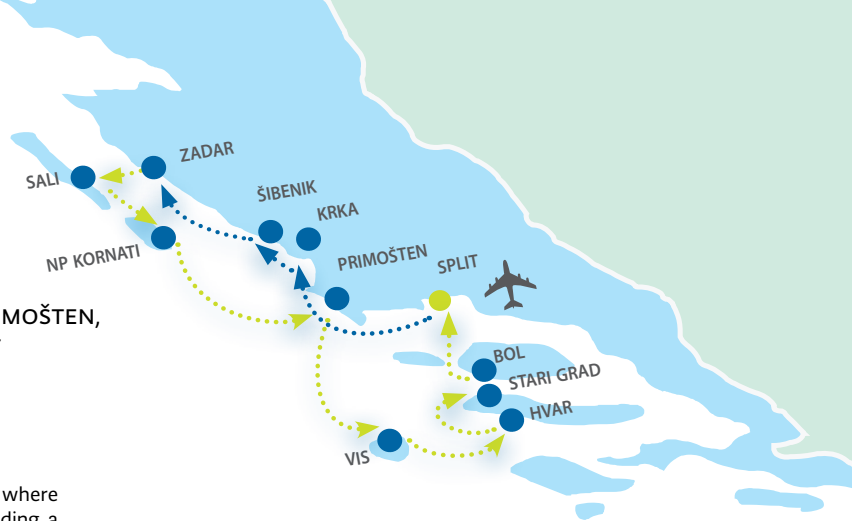 ZADAR
SALI
ŠIBENIK
KRKA
NP KORNATI
PRIMOŠTEN
SPLIT
MOŠTEN,
BOL
STARI GRAD
HVAR
VIS
where